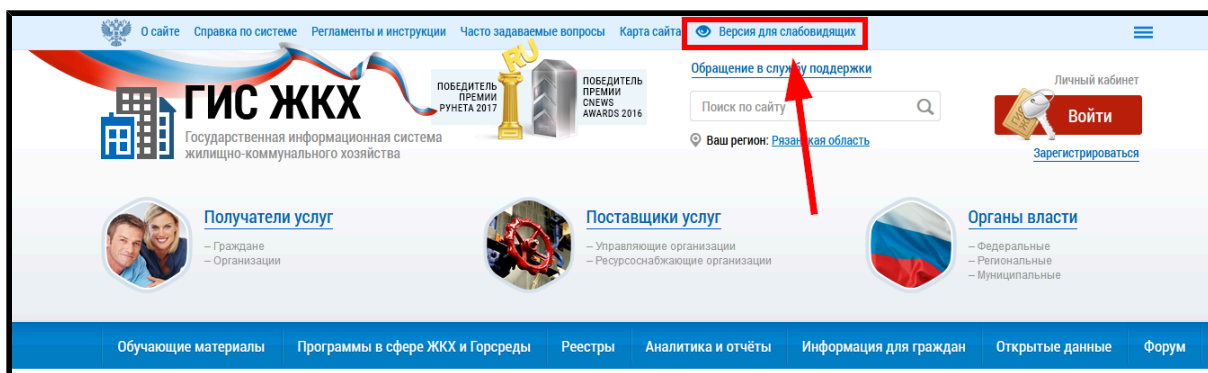 О сайте Справка по системе Регламенты и инструкции Часто задаваемые вопросы Карта сайта Версия для слабовидящих
ГИС ЖКХ
Государственная информационная система
жилищно-коммунального хозяйства
ПОБЕДИТЕЛЬ
ПРЕМИИ
РУНЕТА 2017
RU
ПОБЕДИТЕЛЬ
ПРЕМИИ
CNEWS
AWARDS 2016
Обращение в службу поддержки
Поиск по сайту
Ваш регион: Рязанская область
Личный кабинет
Войти
Зарегистрироваться
Получатели услуг
– Граждане
– Организации
Поставщики услуг
– Управляющие организации
– Ресурсоснабжающие организации
Органы власти
– Федеральные
– Региональные
– Муниципальные
Обучающие материалы Программы в сфере ЖКХ и Горсреды Реестры Аналитика и отчёты Информация для граждан Открытые данные Форум